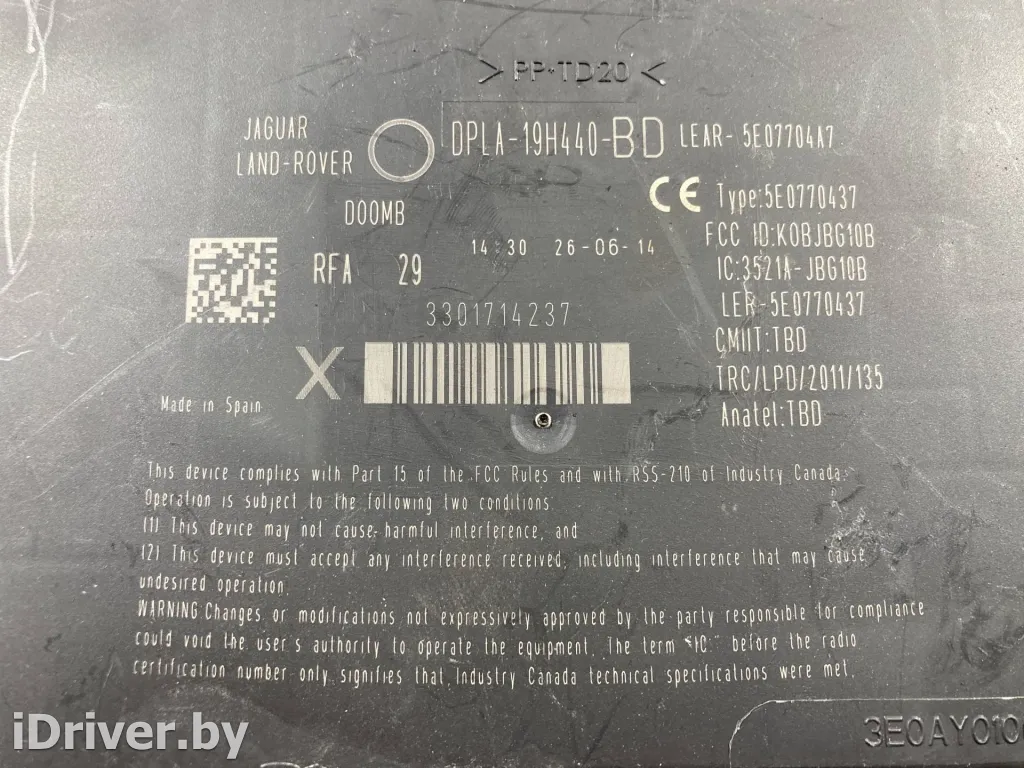 > PP-TD20 <
JAGUAR
LAND-ROVER
DPLA-19H440-BD LEAR- 5E07704A7
D00MB
CE Type:5E0770437
14:30 26-06-14
FCC ID:KOBJBG10B
RFA 29
IC:3521A-JBG10B
3301714237
LER-5E0770437
X
CMIIT:TBD
TRC/LPD/2011/135
Made in Spain
Anatel:TBD
This device complies with Part 15 of the FCC Rules and with RSS-210 of Industry Canada.
Operation is subject to the following two conditions:
(1) This device may not cause harmful interference, and
(2) This device must accept any interference received, including interference that may cause
undesired operation.
WARNING:Changes or modifications not expressively approved by the party responsible for compliance
could void the user's authority to operate the equipment. The term "IC:" before the radio
certification number only signifies that Industry Canada technical specifications were met.
iDriver.by